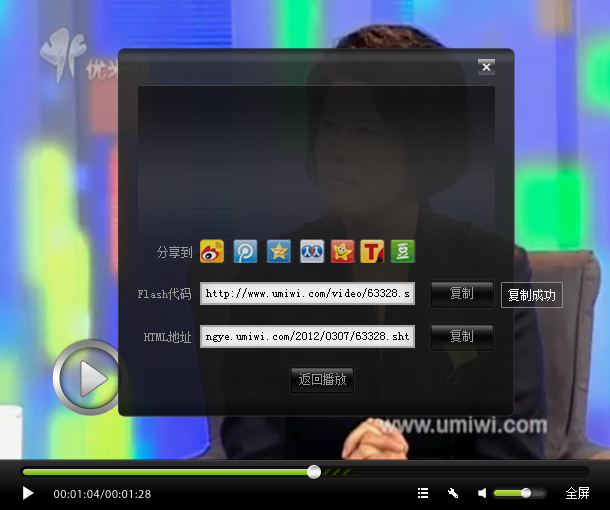 优米
分享到
Flash代码 http://www.umiwi.com/video/63328.s 复制 复制成功
HTML地址 ngye.umiwi.com/2012/0307/63328.sht 复制
返回播放
www.umiwi.com
00:01:04/00:01:28 全屏